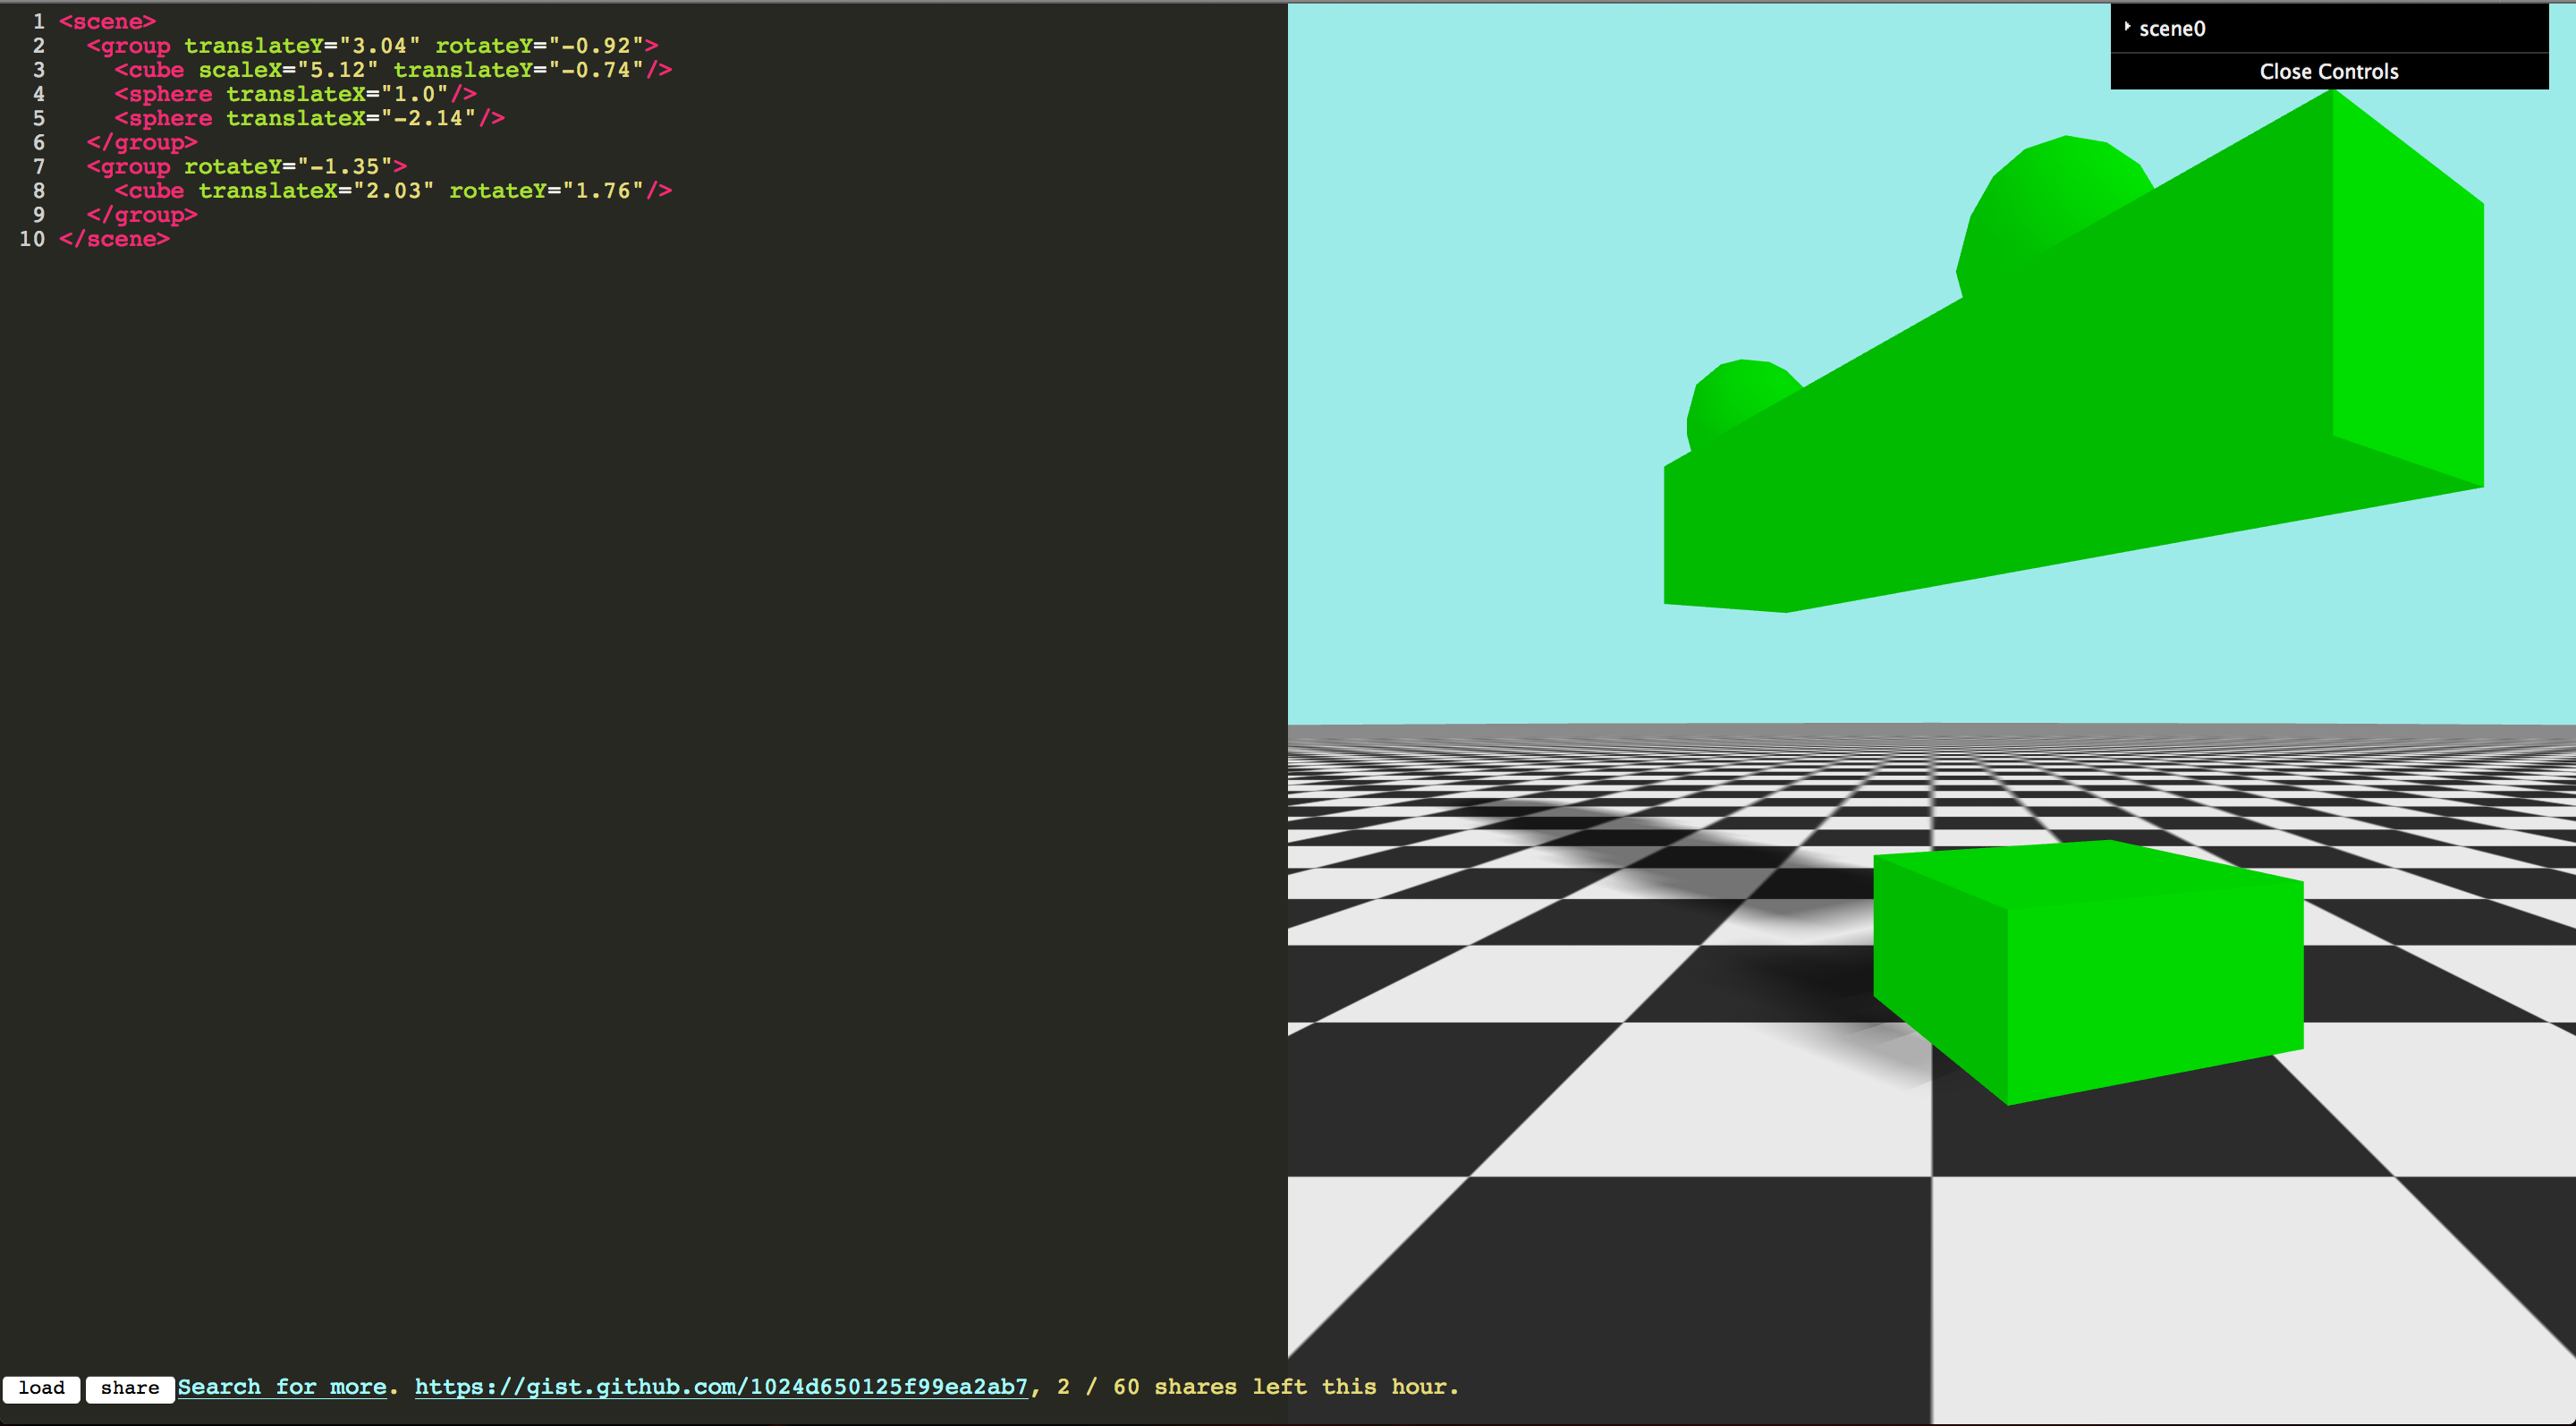 1 <scene>
2   <group translateY="3.04" rotateY="-0.92">
3     <cube scaleX="5.12" translateY="-0.74"/>
4     <sphere translateX="1.0"/>
5     <sphere translateX="-2.14"/>
6   </group>
7   <group rotateY="-1.35">
8     <cube translateX="2.03" rotateY="1.76"/>
9   </group>
10 </scene>
scene0
Close Controls
load share Search for more. https://gist.github.com/1024d650125f99ea2ab7, 2 / 60 shares left this hour.